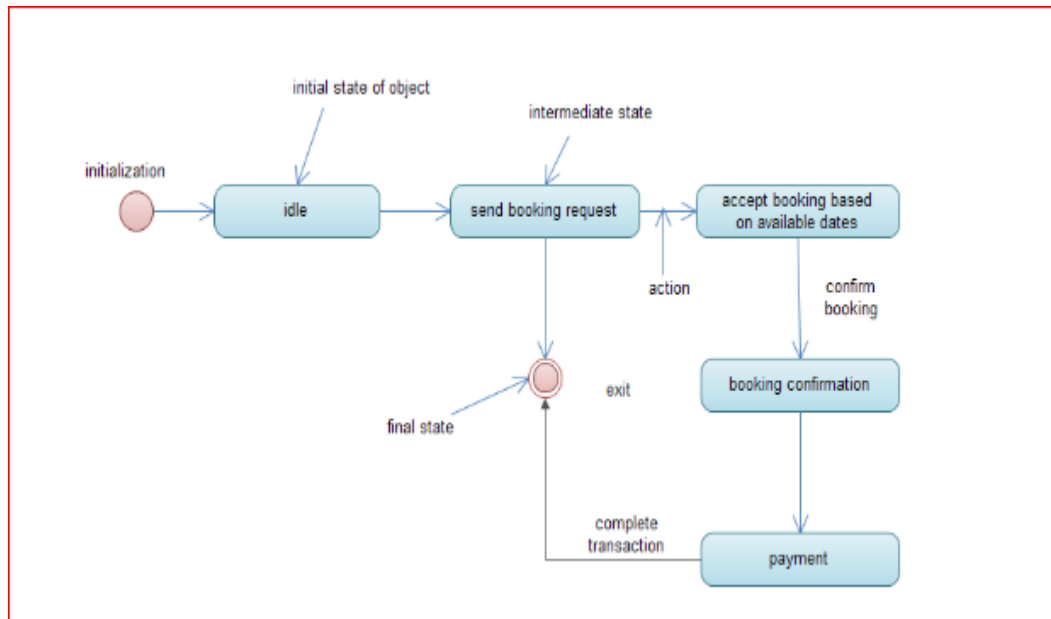 initial state of object
intermediate state
initialization
idle
send booking request
accept booking based
on available dates
action
confirm
booking
booking confirmation
exit
final state
complete
transaction
payment